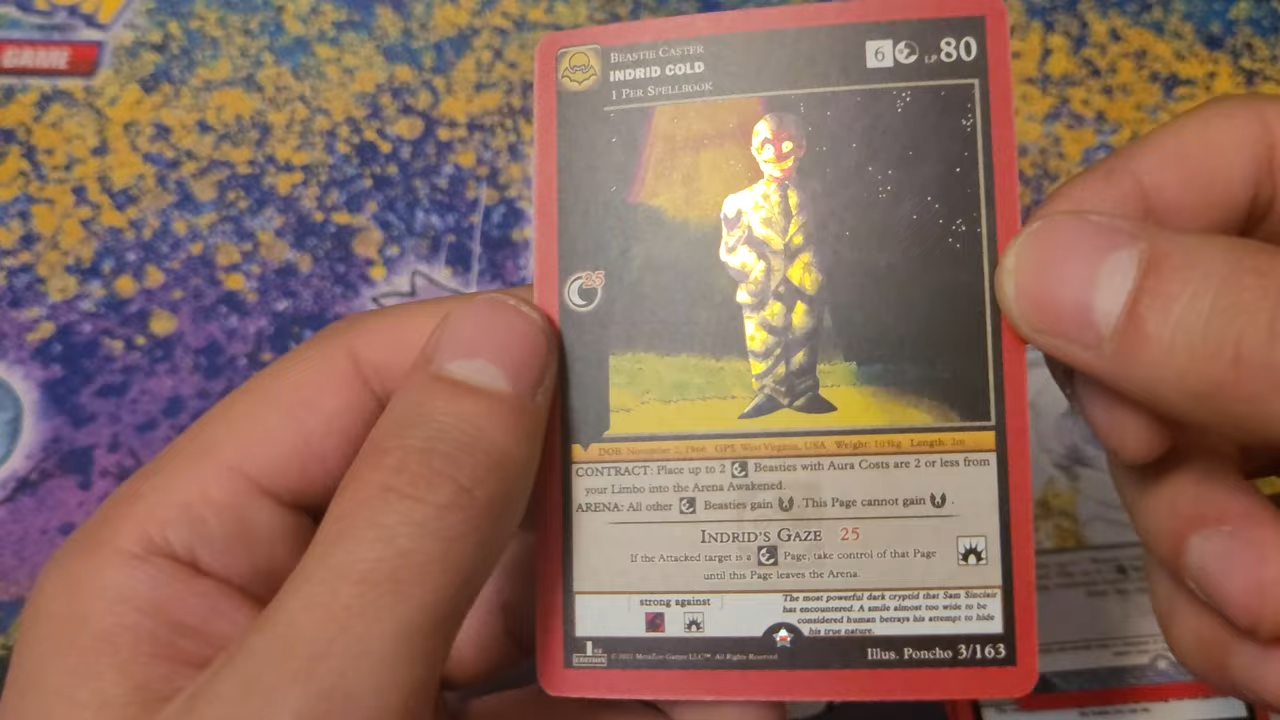 GAME
BEASTIE CASTER
INDRID COLD
1 PER SPELLBOOK
6 LP 80
25
DOB: November 2, 1966 GPS: West Virginia, USA Weight: 103kg Length: 2m
CONTRACT: Place up to 2 Beasties with Aura Costs are 2 or less from
your Limbo into the Arena Awakened.
ARENA: All other Beasties gain . This Page cannot gain .
INDRID'S GAZE 25
If the Attacked target is a Page, take control of that Page
until this Page leaves the Arena.
strong against
The most powerful dark cryptid that Sam Sinclair
has encountered. A smile almost too wide to be
considered human betrays his attempt to hide
his true nature.
1ST
EDITION
MetaZoo Games LLC™ All Rights Reserved
Illus. Poncho 3/163